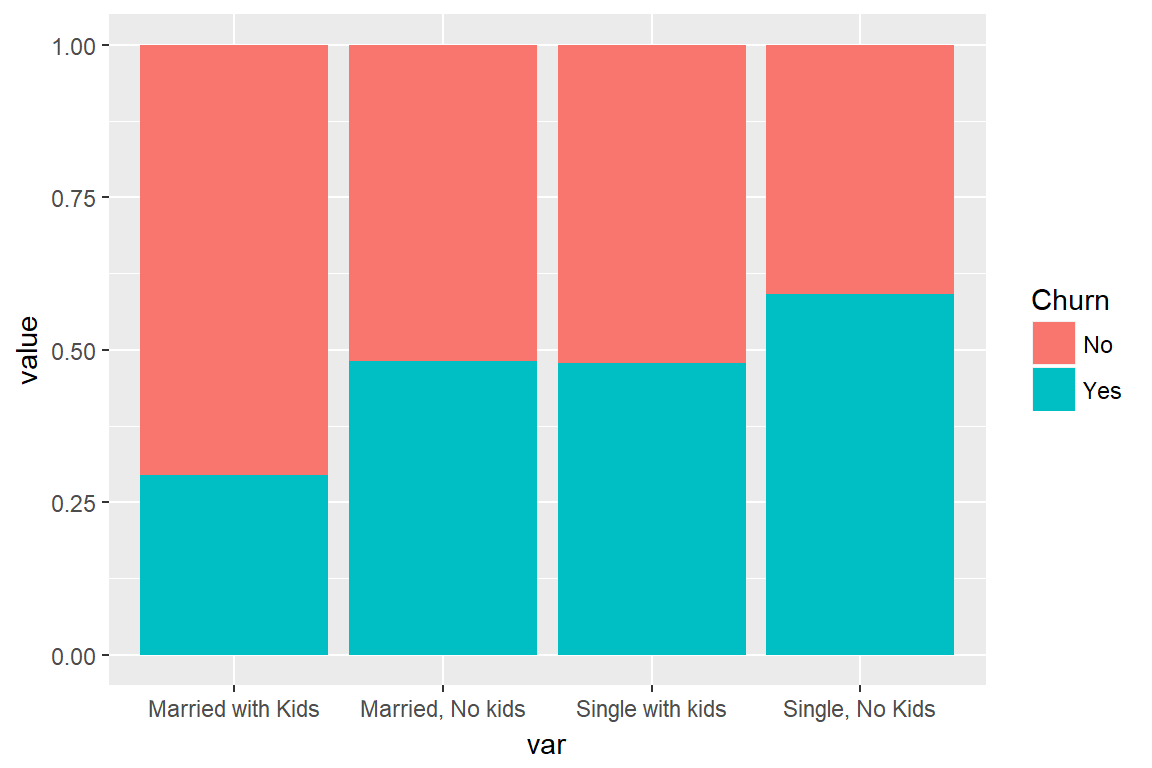 1.00
0.75
0.50
0.25
0.00
value
Married with Kids
Married, No kids
Single with kids
Single, No Kids
var
Churn
No
Yes